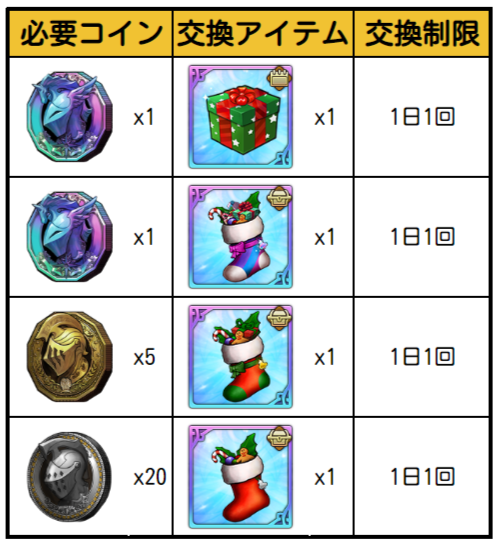 必要コイン 交換アイテム 交換制限
x1 x1 1日1回
x1 x1 1日1回
x5 x1 1日1回
x20 x1 1日1回